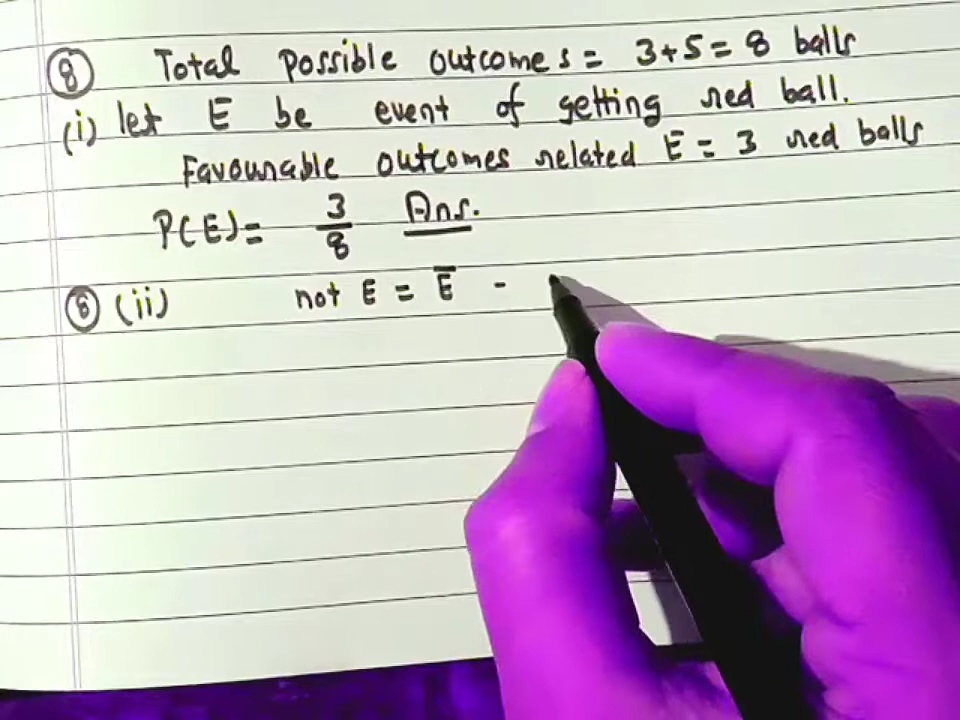 ⑧ Total possible outcomes = 3+5 = 8 balls
(i) let E be event of getting red ball.
Favourable outcomes related E = 3 red balls
P(E) = 3/8 Ans.
⑧ (ii) not E = E̅ -